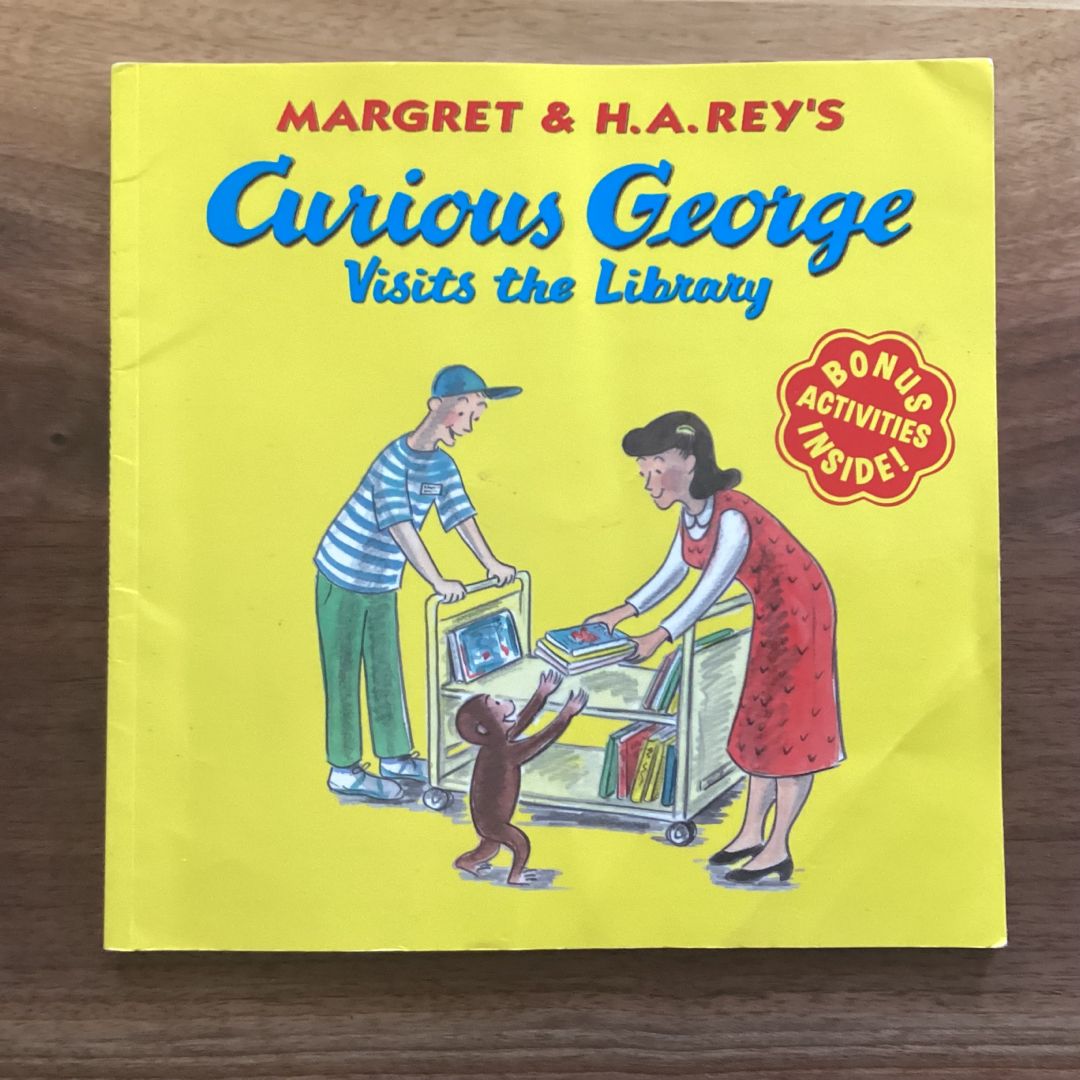 MARGRET & H.A.REY'S
Curious George
Visits the Library
BONUS
ACTIVITIES
INSIDE!